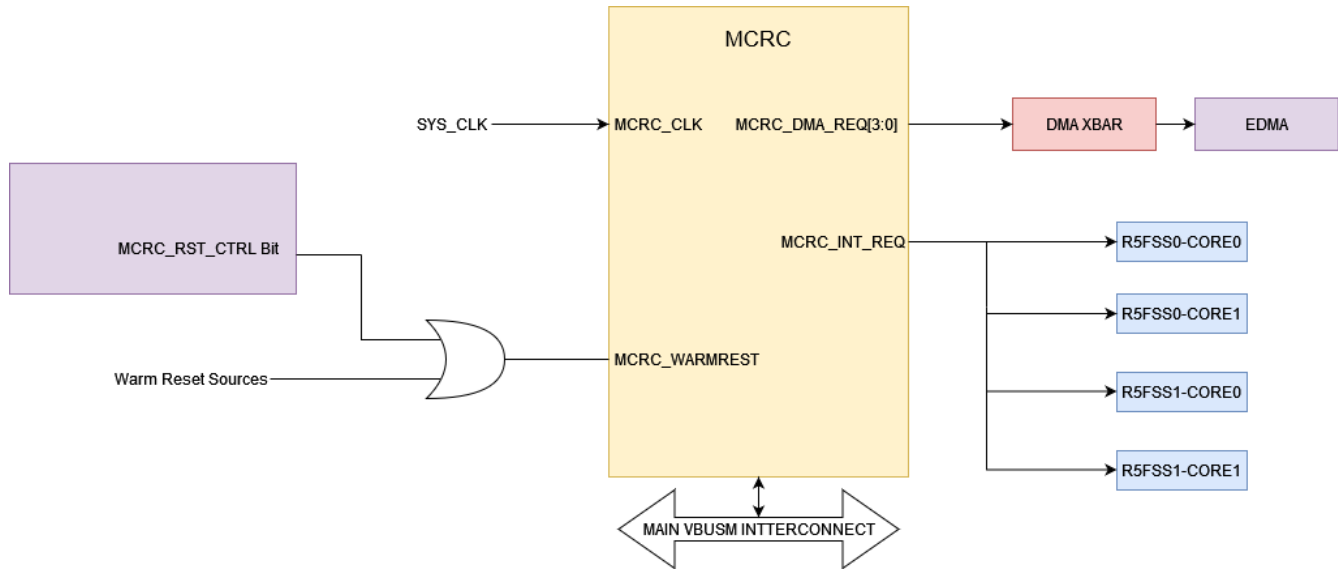 MCRC
SYS_CLK
MCRC_CLK
MCRC_DMA_REQ[3:0]
DMA XBAR
EDMA
MCRC_RST_CTRL Bit
MCRC_INT_REQ
R5FSS0-CORE0
R5FSS0-CORE1
Warm Reset Sources
MCRC_WARMREST
R5FSS1-CORE0
R5FSS1-CORE1
MAIN VBUSM INTTERCONNECT